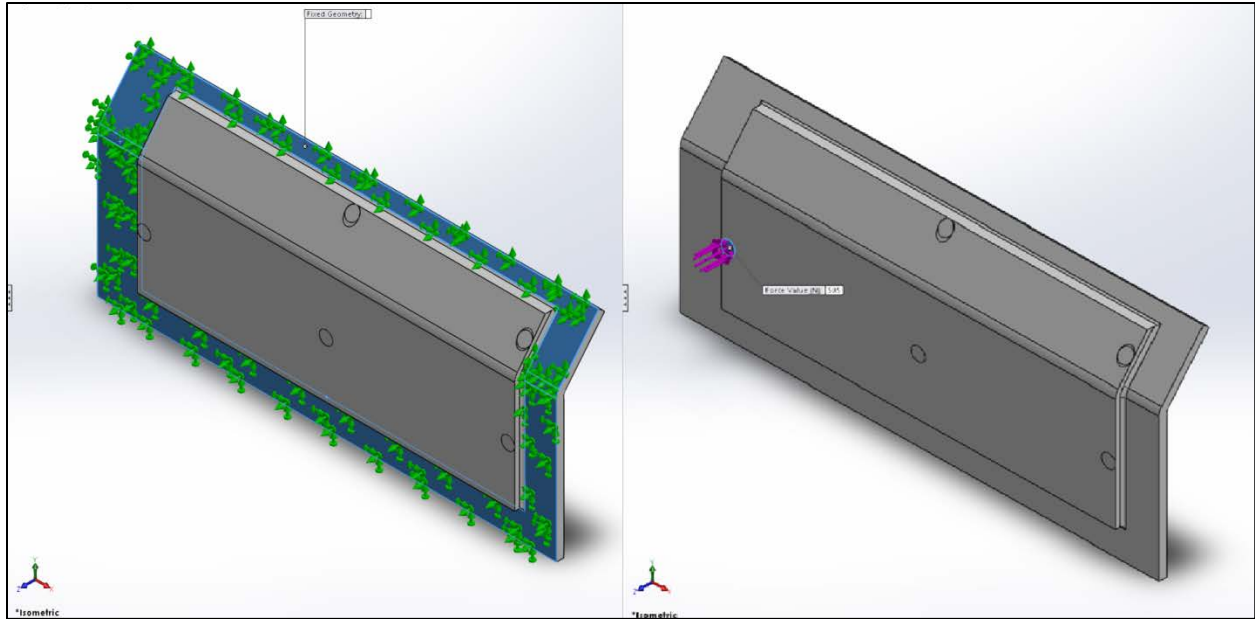 Fixed Geometry:
Force Value (N):
Y
Z
X
*Isometric
Y
Z
X
*Isometric